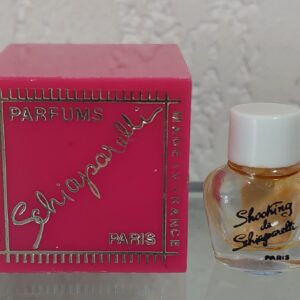 PARFUMS
Schiaparelli
PARIS
MADE IN FRANCE
Shocking
de
Schiaparelli
PARIS